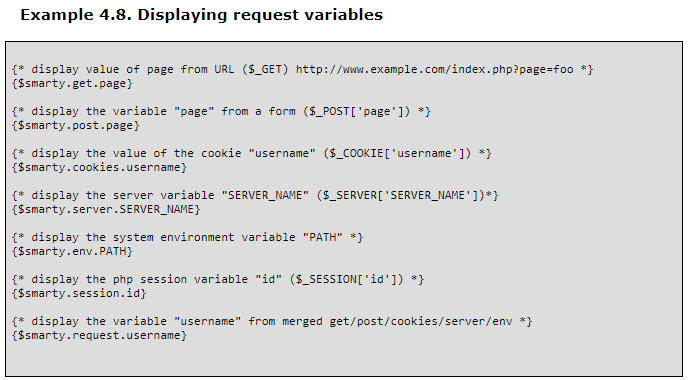 Example 4.8. Displaying request variables
{* display value of page from URL ($_GET) http://www.example.com/index.php?page=foo *}
{$smarty.get.page}
{* display the variable "page" from a form ($_POST['page']) *}
{$smarty.post.page}
{* display the value of the cookie "username" ($_COOKIE['username']) *}
{$smarty.cookies.username}
{* display the server variable "SERVER_NAME" ($_SERVER['SERVER_NAME'])*}
{$smarty.server.SERVER_NAME}
{* display the system environment variable "PATH" *}
{$smarty.env.PATH}
{* display the php session variable "id" ($_SESSION['id']) *}
{$smarty.session.id}
{* display the variable "username" from merged get/post/cookies/server/env *}
{$smarty.request.username}